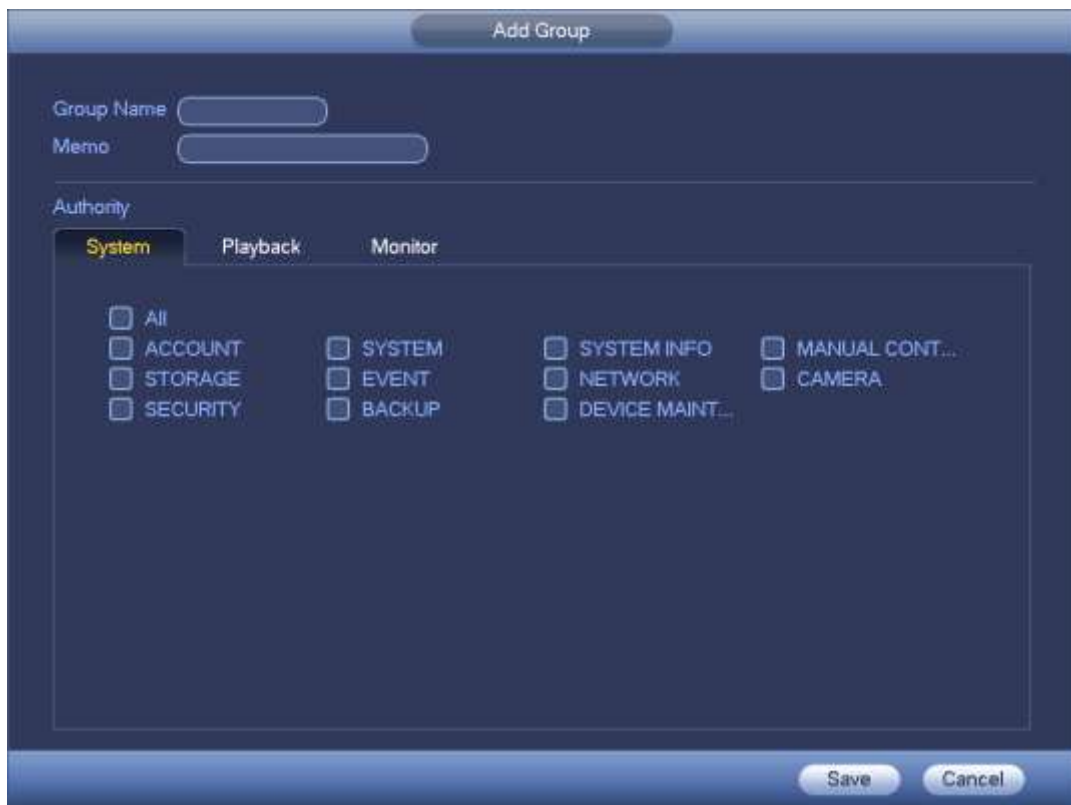 Add Group
Group Name
Memo
Authority
System Playback Monitor
All
ACCOUNT SYSTEM SYSTEM INFO MANUAL CONT...
STORAGE EVENT NETWORK CAMERA
SECURITY BACKUP DEVICE MAINT...
Save Cancel